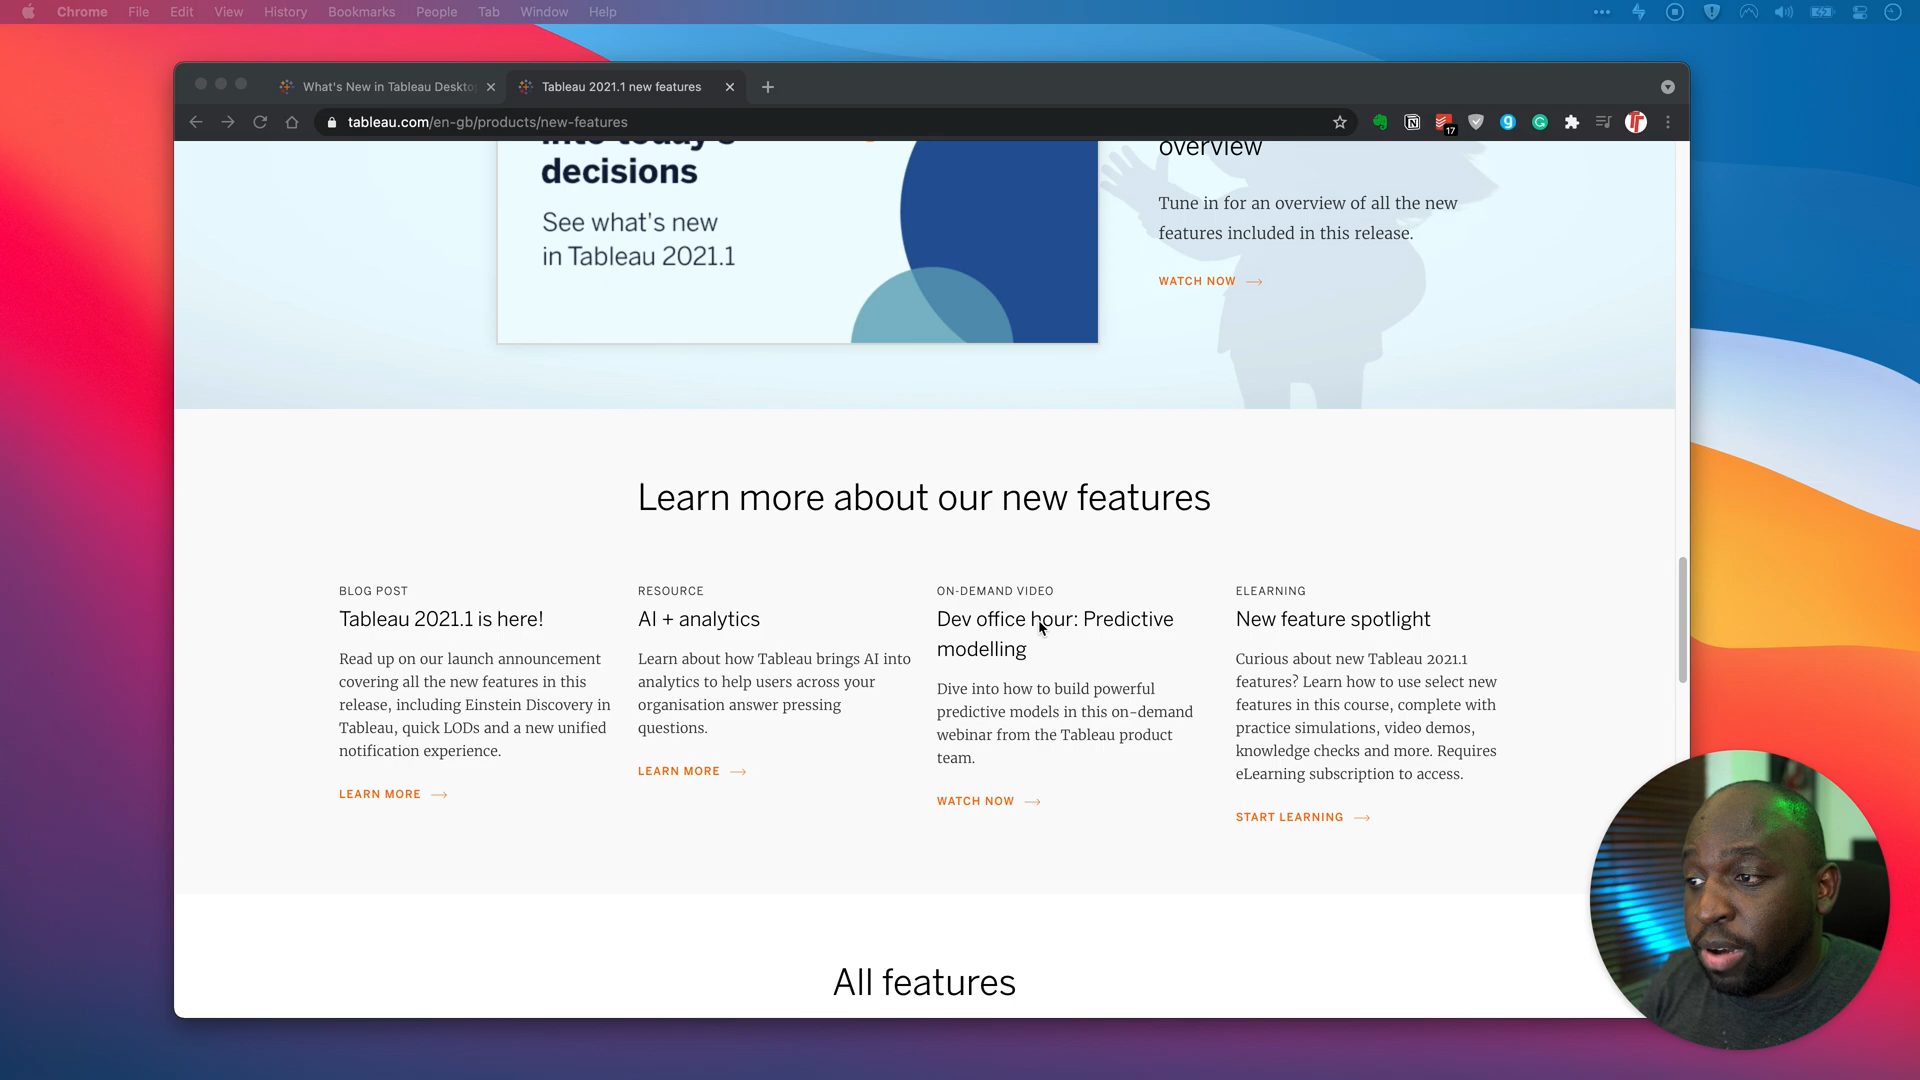 Chrome File Edit View History Bookmarks People Tab Window Help
What's New in Tableau Deskto
Tableau 2021.1 new features
tableau.com/en-gb/products/new-features
17
into today's
decisions
See what's new
in Tableau 2021.1
overview
Tune in for an overview of all the new
features included in this release.
WATCH NOW
Learn more about our new features
BLOG POST
Tableau 2021.1 is here!
Read up on our launch announcement
covering all the new features in this
release, including Einstein Discovery in
Tableau, quick LODs and a new unified
notification experience.
LEARN MORE
RESOURCE
AI + analytics
Learn about how Tableau brings AI into
analytics to help users across your
organisation answer pressing
questions.
LEARN MORE
ON-DEMAND VIDEO
Dev office hour: Predictive
modelling
Dive into how to build powerful
predictive models in this on-demand
webinar from the Tableau product
team.
WATCH NOW
ELEARNING
New feature spotlight
Curious about new Tableau 2021.1
features? Learn how to use select new
features in this course, complete with
practice simulations, video demos,
knowledge checks and more. Requires
eLearning subscription to access.
START LEARNING
All features